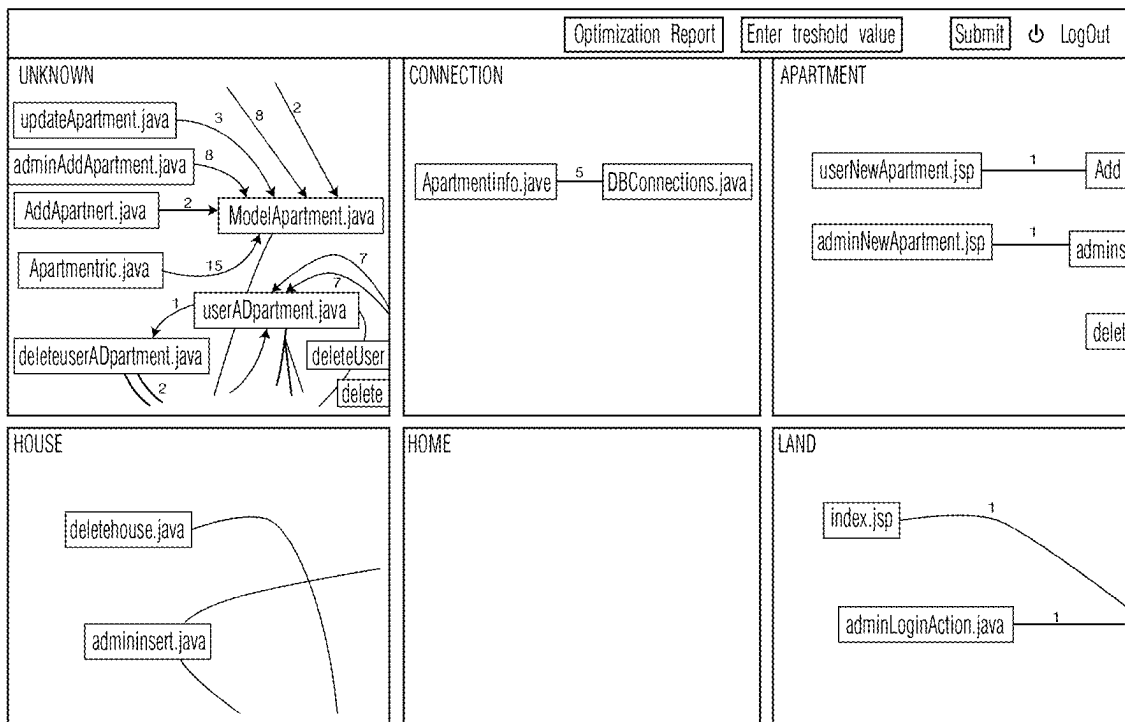 Optimization Report
Enter treshold value
Submit
LogOut
UNKNOWN
updateApartment.java
3
8
2
adminAddApartment.java
8
AddApartnert.java
2
ModelApartment.java
Apartmentric.java
15
7
7
1
userADpartment.java
deleteuserADpartment.java
2
deleteUser
delete
CONNECTION
Apartmentinfo.jave
5
DBConnections.java
APARTMENT
userNewApartment.jsp
1
Add
adminNewApartment.jsp
1
admins
delet
HOUSE
deletehouse.java
admininsert.java
HOME
LAND
index.jsp
1
adminLoginAction.java
1